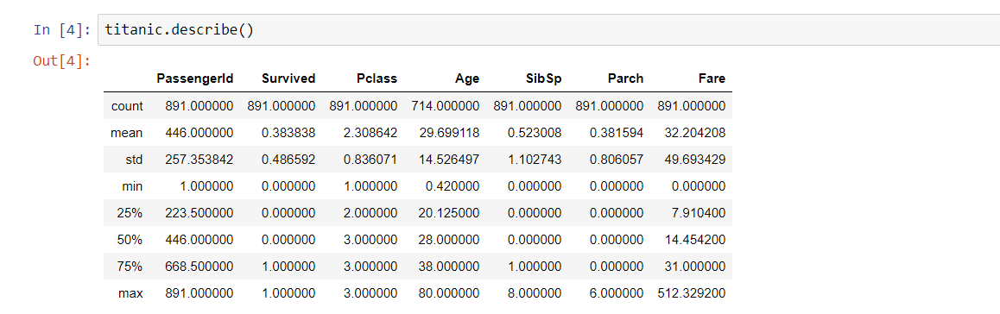 In [4]: titanic.describe()
Out[4]:
PassengerId Survived Pclass Age SibSp Parch Fare
count 891.000000 891.000000 891.000000 714.000000 891.000000 891.000000 891.000000
mean 446.000000 0.383838 2.308642 29.699118 0.523008 0.381594 32.204208
std 257.353842 0.486592 0.836071 14.526497 1.102743 0.806057 49.693429
min 1.000000 0.000000 1.000000 0.420000 0.000000 0.000000 0.000000
25% 223.500000 0.000000 2.000000 20.125000 0.000000 0.000000 7.910400
50% 446.000000 0.000000 3.000000 28.000000 0.000000 0.000000 14.454200
75% 668.500000 1.000000 3.000000 38.000000 1.000000 0.000000 31.000000
max 891.000000 1.000000 3.000000 80.000000 8.000000 6.000000 512.329200